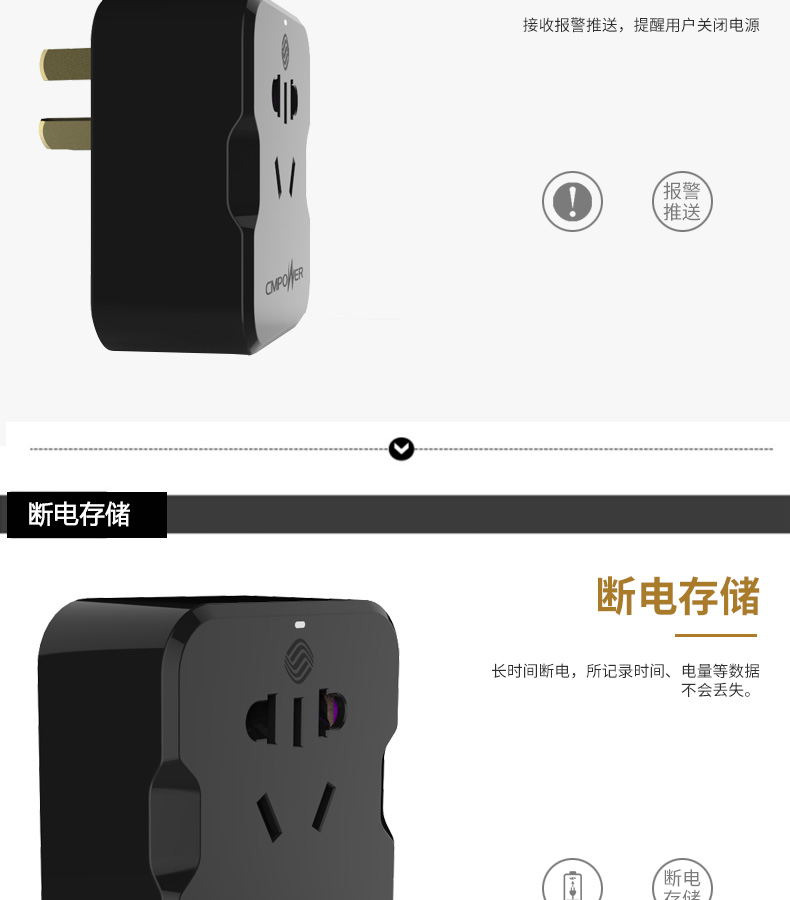 接收报警推送，提醒用户关闭电源
报警
推送
CMPOWER
断电存储
断电存储
长时间断电，所记录时间、电量等数据
不会丢失。
断电
存储